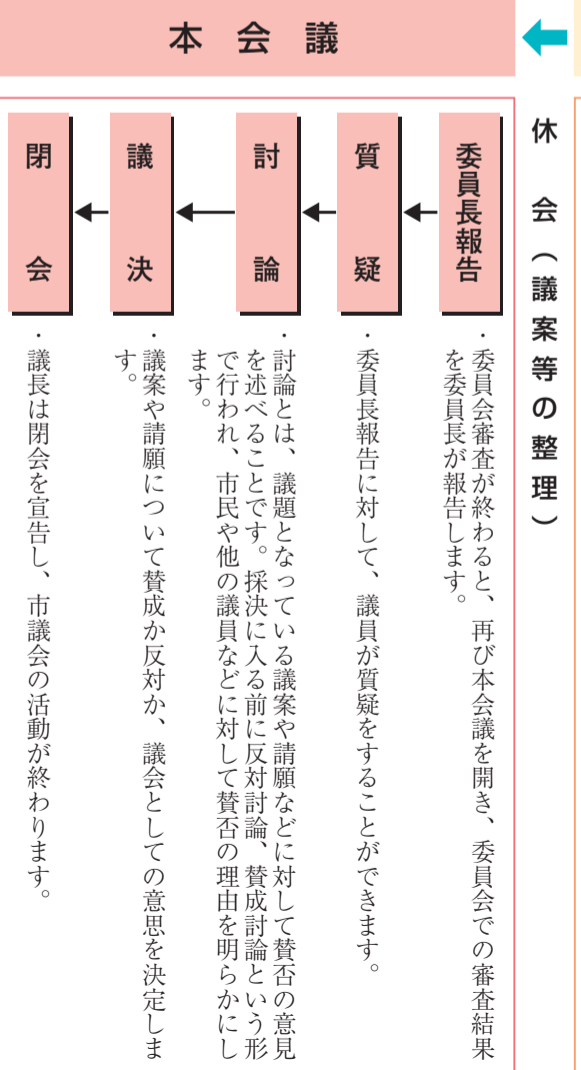 休会（議案等の整理）
本会議
委員長報告
・委員会審査が終わると、再び本会議を開き、委員会での審査結果
を委員長が報告します。
質疑
・委員長報告に対して、議員が質疑をすることができます。
討論
・討論とは、議題となっている議案や請願などに対して賛否の意見
を述べることです。採決に入る前に反対討論、賛成討論という形
で行われ、市民や他の議員などに対して賛否の理由を明らかにし
ます。
議決
・議案や請願について賛成か反対か、議会としての意思を決定しま
す。
閉会
・議長は閉会を宣告し、市議会の活動が終わります。